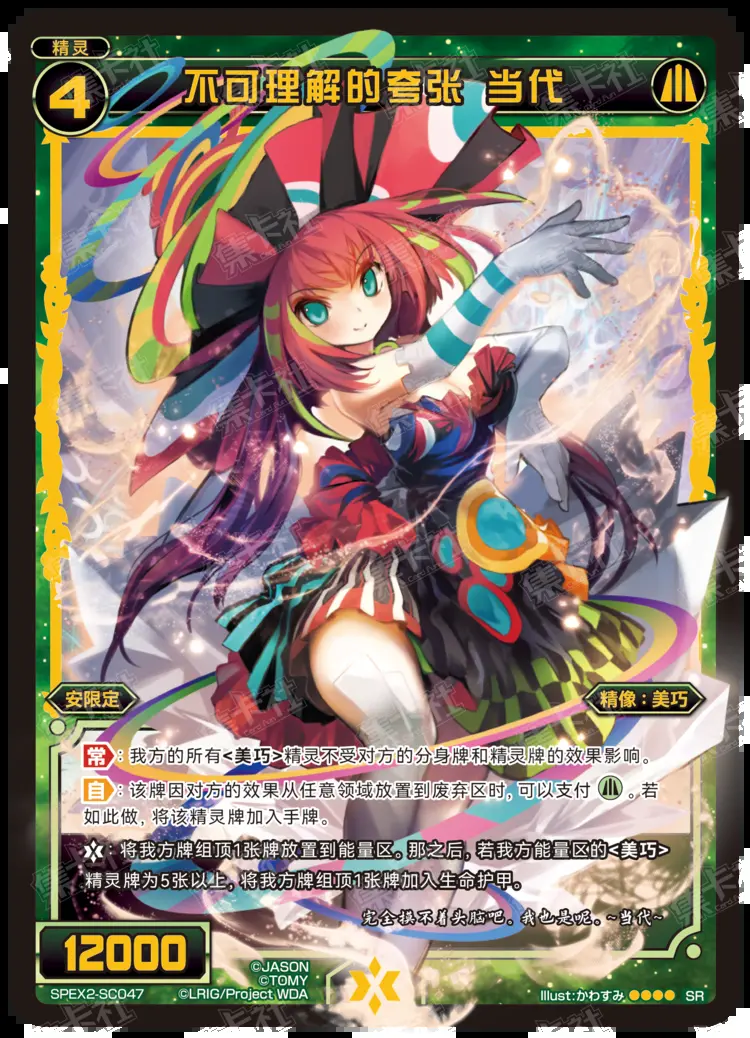 精灵
4
不可理解的夸张 当代
安限定
精像：美巧
常：我方的所有<美巧>精灵不受对方的分身牌和精灵牌的效果影响。
自：该牌因对方的效果从任意领域放置到废弃区时，可以支付 。若
如此做，将该精灵牌加入手牌。
：将我方牌组顶1张牌放置到能量区。那之后，若我方能量区的<美巧>
精灵牌为5张以上，将我方牌组顶1张牌加入生命护甲。
完全摸不着头脑吧。我也是呢。~当代~
12000
©JASON
©TOMY
SPEX2-SC047 ©LRIG/Project WDA
Illust:かわすみ
SR
集卡社